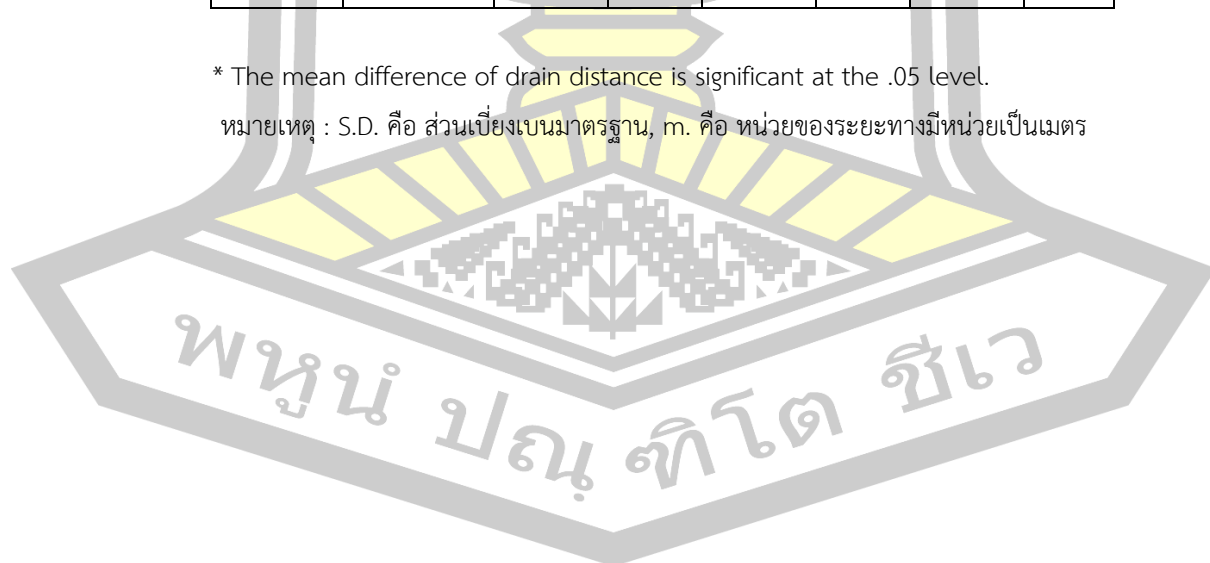 * The mean difference of drain distance is significant at the .05 level.
หมายเหตุ : S.D. คือ ส่วนเบี่ยงเบนมาตรฐาน, m. คือ หน่วยของระยะทางมีหน่วยเป็นเมตร
พหูนํ ปณฺฑิโต ชีเว